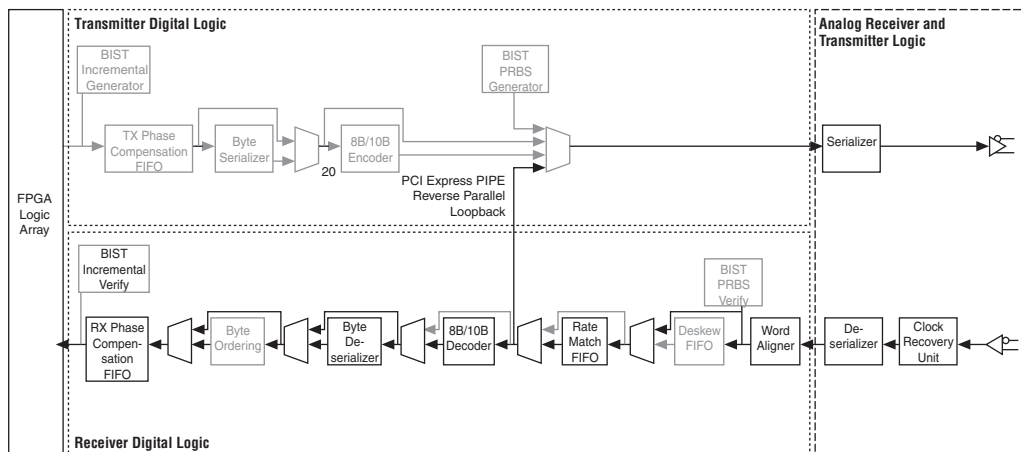 Transmitter Digital Logic
Analog Receiver and
Transmitter Logic
BIST
Incremental
Generator
BIST
PRBS
Generator
TX Phase
Compensation
FIFO
Byte
Serializer
20
8B/10B
Encoder
Serializer
PCI Express PIPE
Reverse Parallel
Loopback
FPGA
Logic
Array
BIST
Incremental
Verify
BIST
PRBS
Verify
RX Phase
Compen-
sation
FIFO
Byte
Ordering
Byte
De-
serializer
8B/10B
Decoder
Rate
Match
FIFO
Deskew
FIFO
Word
Aligner
De-
serializer
Clock
Recovery
Unit
Receiver Digital Logic